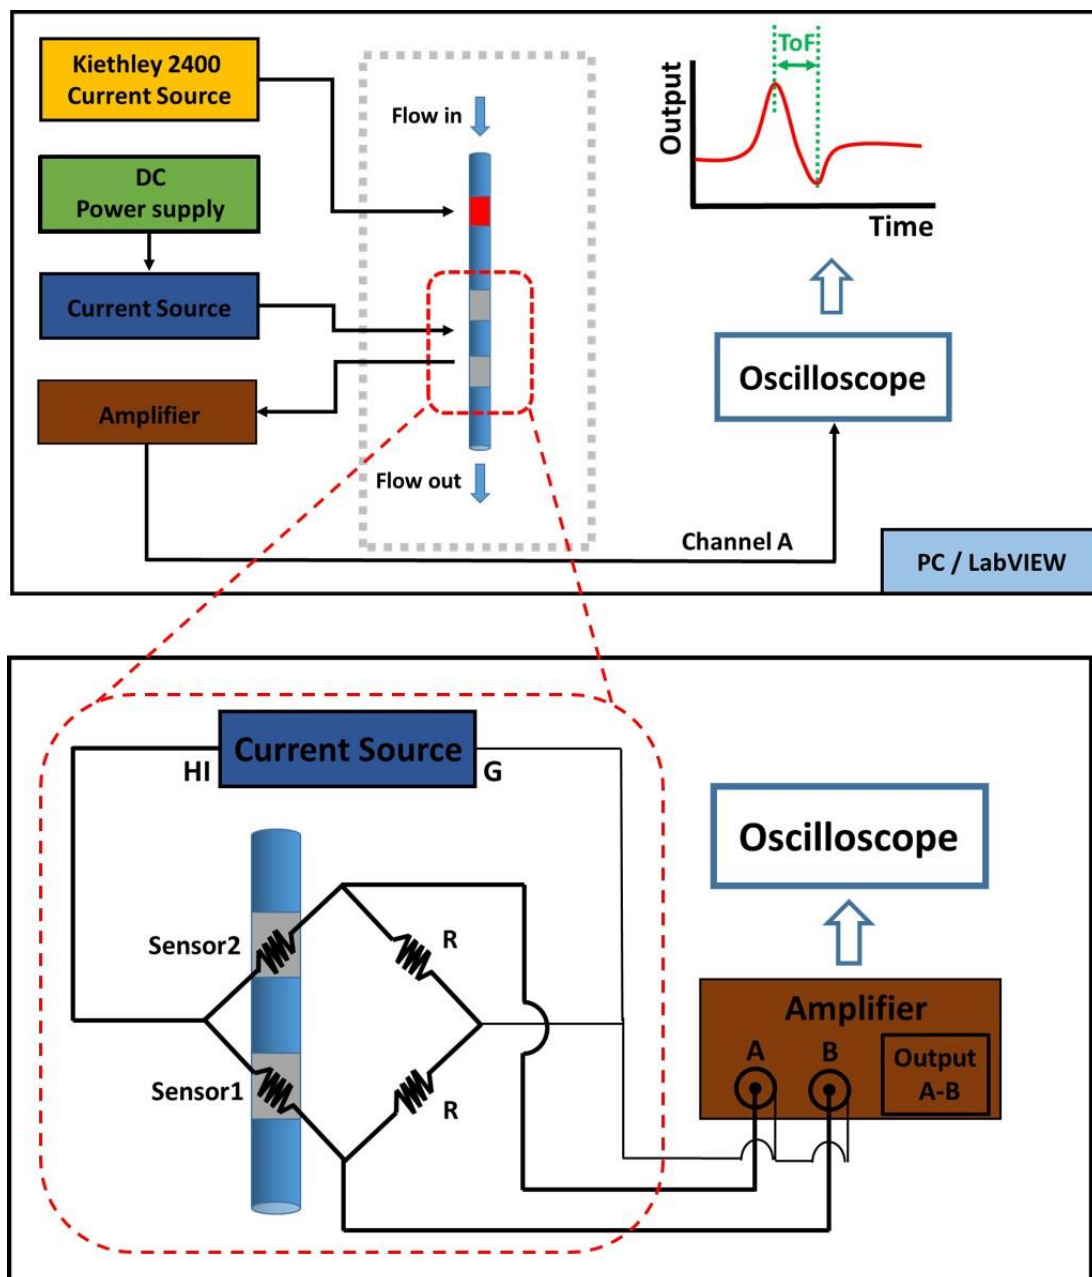 Kiethley 2400
Current Source
DC
Power supply
Current Source
Amplifier
Flow in
Flow out
ToF
Output
Time
Oscilloscope
Channel A
PC / LabVIEW
Current Source
HI
G
Sensor2
R
Sensor1
R
Oscilloscope
Amplifier
A
B
Output
A-B